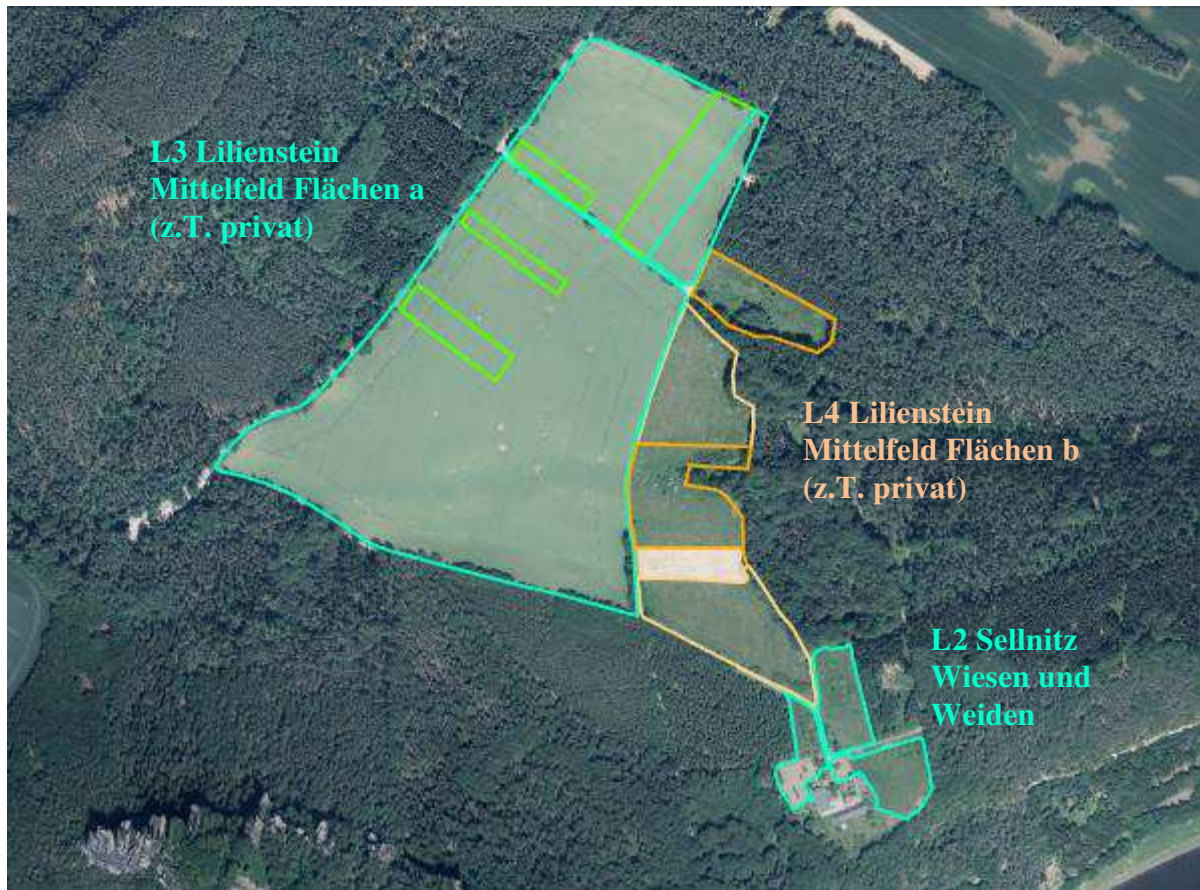 L3 Lilienstein
Mittelfeld Flächen a
(z.T. privat)
L4 Lilienstein
Mittelfeld Flächen b
(z.T. privat)
L2 Sellnitz
Wiesen und
Weiden